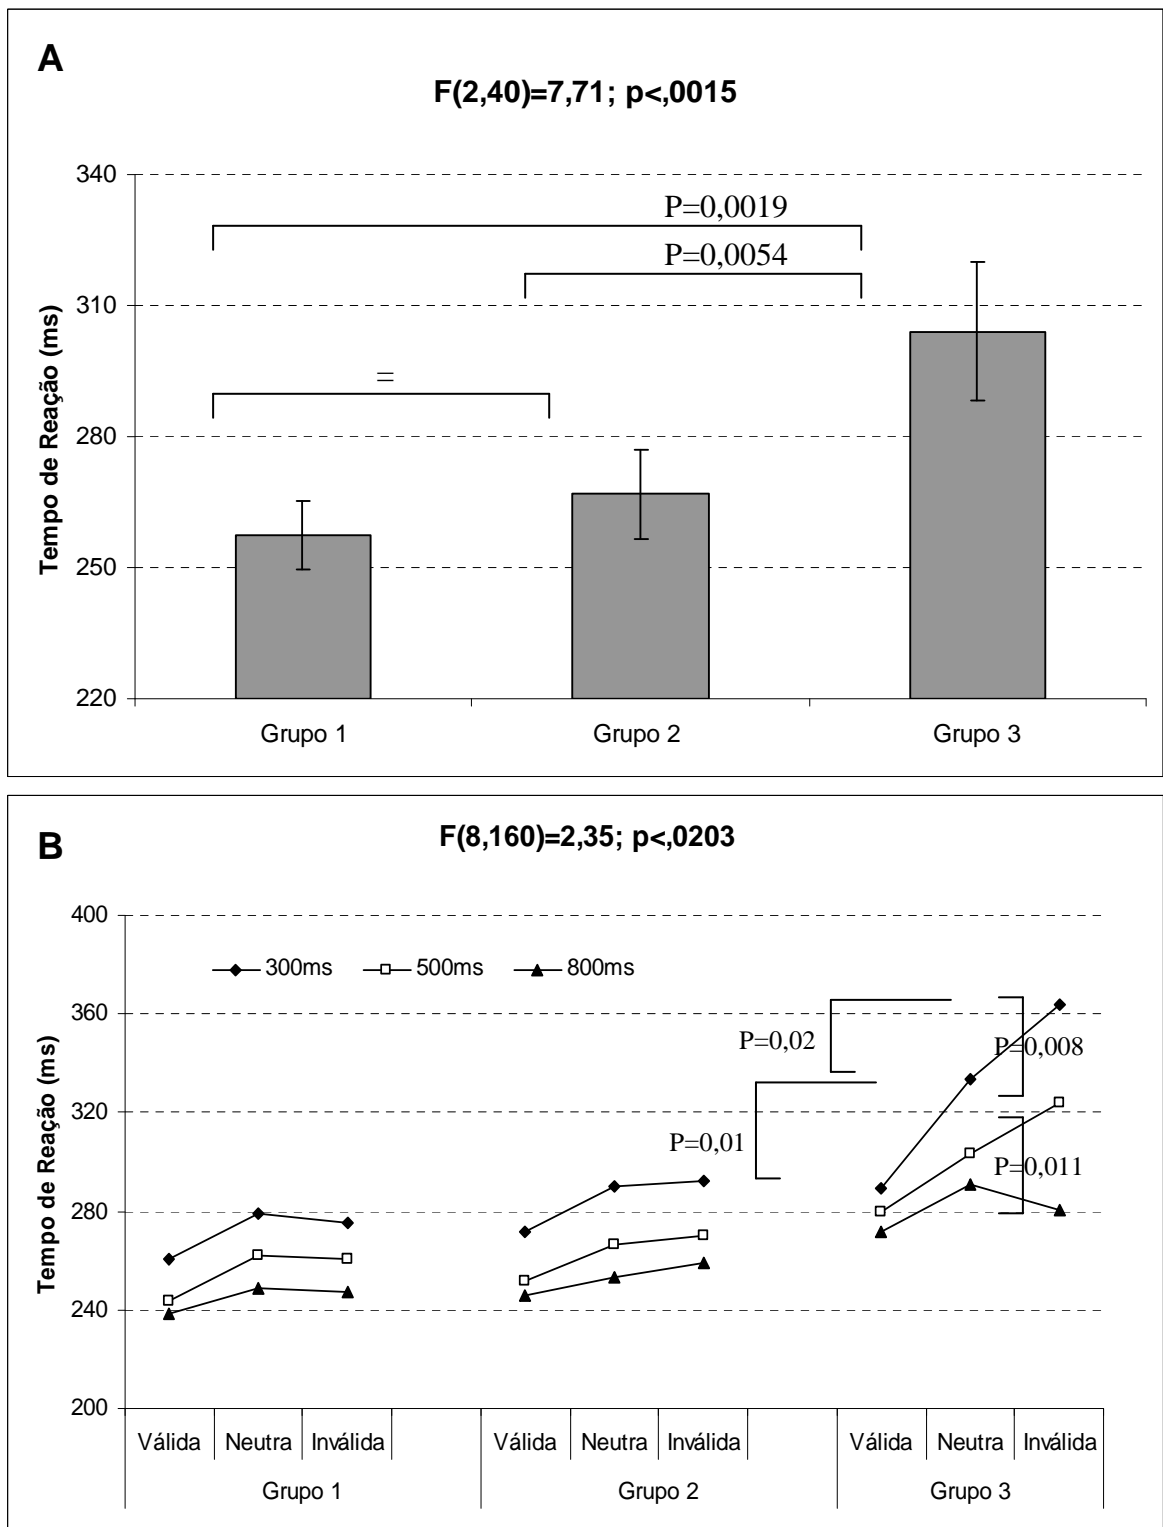 A
F(2,40)=7,71; p<,0015
340
P=0,0019
P=0,0054
310
=
280
250
220
Tempo de Reação (ms)
Grupo 1 Grupo 2 Grupo 3
B
F(8,160)=2,35; p<,0203
400
300ms 500ms 800ms
360
P=0,02
P=0,008
320
P=0,01
P=0,011
280
240
200
Tempo de Reação (ms)
Válida Neutra Inválida Válida Neutra Inválida Válida Neutra Inválida
Grupo 1 Grupo 2 Grupo 3